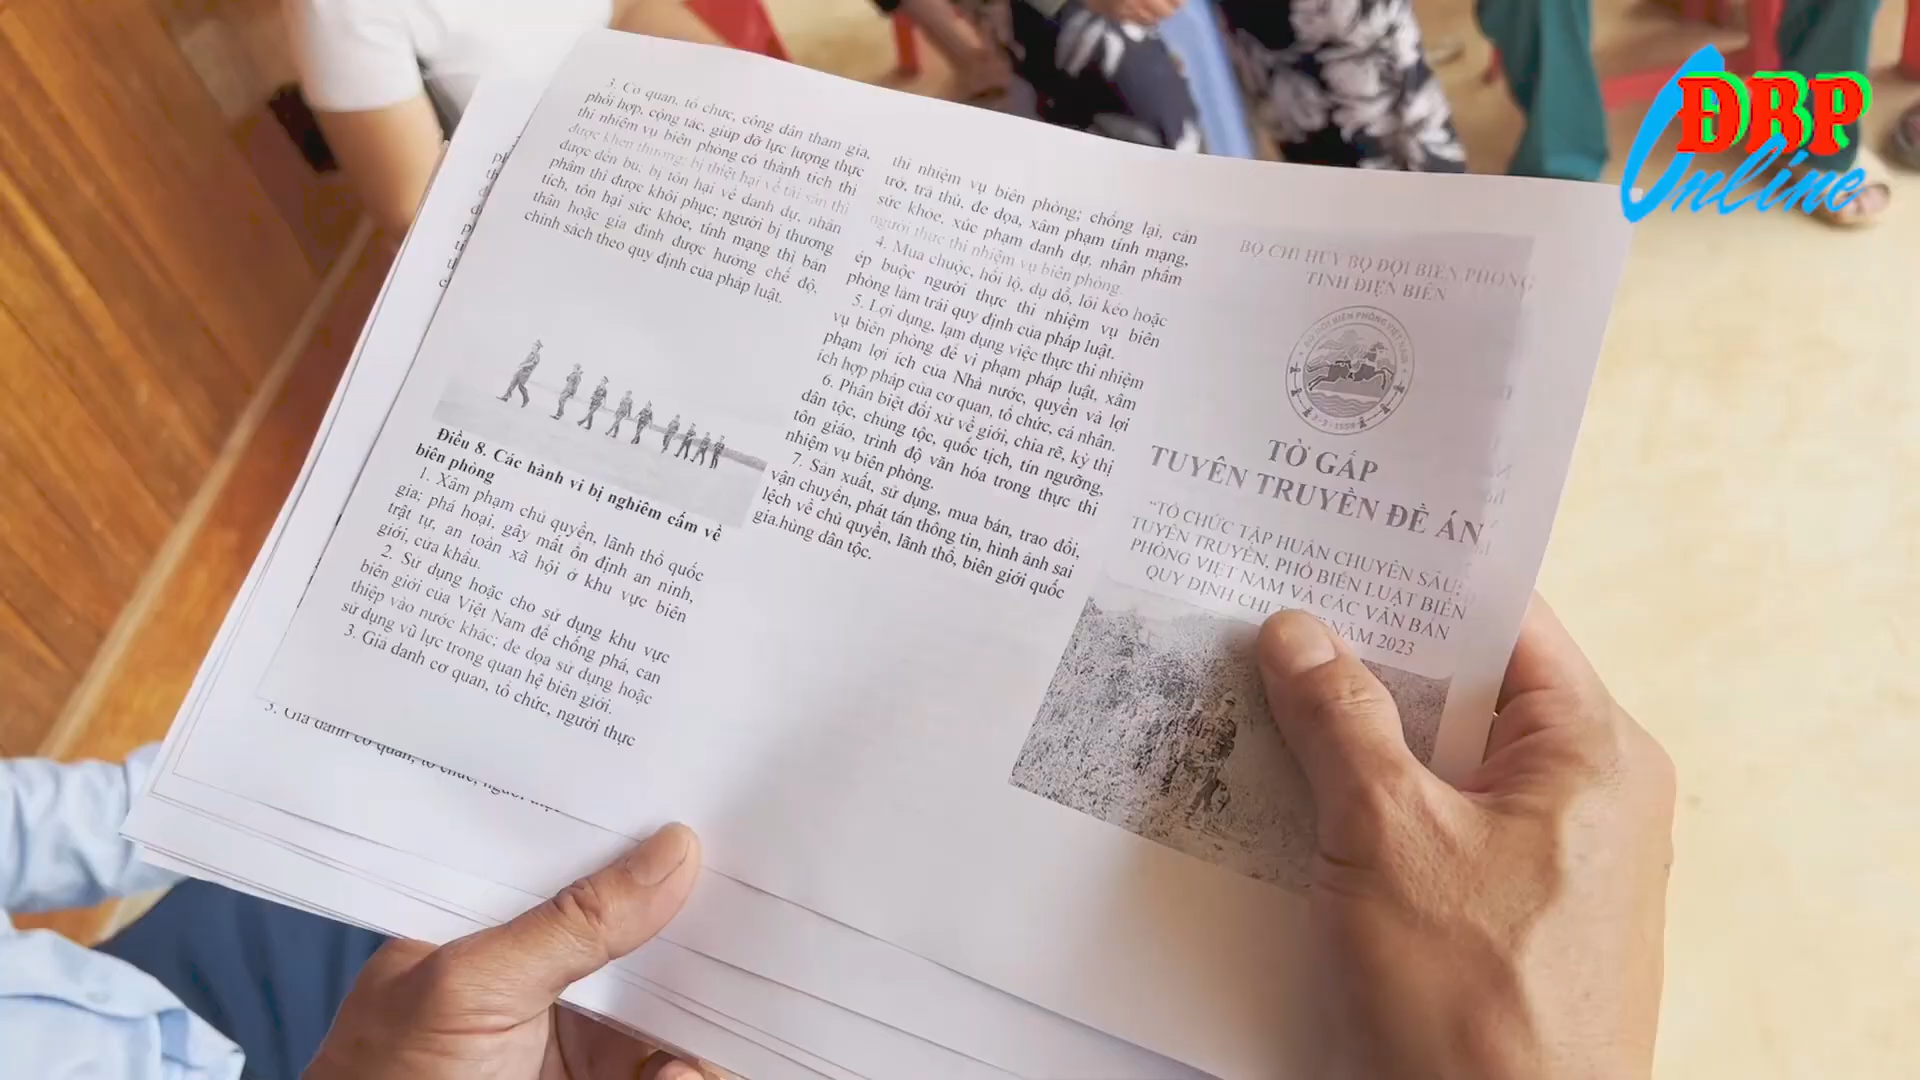 3. Cơ quan, tổ chức, công dân tham gia,
phối hợp, cộng tác, giúp đỡ lực lượng thực
thi nhiệm vụ biên phòng có thành tích thì
được khen thưởng; bị thiệt hại về tài sản thì
được đền bù, bị tổn hại về danh dự, nhân
phẩm thì được khôi phục; người bị thương
tích, tổn hại sức khỏe, tính mạng thì bản
thân hoặc gia đình được hưởng chế độ,
chính sách theo quy định của pháp luật.
Điều 8. Các hành vi bị nghiêm cấm về
biên phòng
1. Xâm phạm chủ quyền, lãnh thổ quốc
gia; phá hoại, gây mất ổn định an ninh,
trật tự, an toàn xã hội ở khu vực biên
giới, cửa khẩu.
2. Sử dụng hoặc cho sử dụng khu vực
biên giới của Việt Nam để chống phá, can
thiệp vào nước khác; đe dọa sử dụng hoặc
sử dụng vũ lực trong quan hệ biên giới.
3. Giả danh cơ quan, tổ chức, người thực
3. Giả danh cơ quan, tổ chức, người
thi nhiệm vụ biên phòng; chống lại, cản
trở, trả thù, đe dọa, xâm phạm tính mạng,
sức khỏe, xúc phạm danh dự, nhân phẩm
người thực thi nhiệm vụ biên phòng.
4. Mua chuộc, hối lộ, dụ dỗ, lôi kéo hoặc
ép buộc người thực thi nhiệm vụ biên
phòng làm trái quy định của pháp luật.
5. Lợi dụng, lạm dụng việc thực thi nhiệm
vụ biên phòng để vi phạm pháp luật, xâm
phạm lợi ích của Nhà nước, quyền và lợi
ích hợp pháp của cơ quan, tổ chức, cá nhân.
6. Phân biệt đối xử về giới, chia rẽ, kỳ thị
dân tộc, chủng tộc, quốc tịch, tín ngưỡng,
tôn giáo, trình độ văn hóa trong thực thi
nhiệm vụ biên phòng.
7. Sản xuất, sử dụng, mua bán, trao đổi,
vận chuyển, phát tán thông tin, hình ảnh sai
lệch về chủ quyền, lãnh thổ, biên giới quốc
gia.hùng dân tộc.
BỘ CHỈ HUY BỘ ĐỘI BIÊN PHÒNG
TỈNH ĐIỆN BIÊN
BỘ ĐỘI BIÊN PHÒNG VIỆT NAM
3-3-1959
TỜ GẤP
TUYÊN TRUYỀN ĐỀ ÁN
"TỔ CHỨC TẬP HUẤN CHUYÊN SÂU;
TUYÊN TRUYỀN, PHỔ BIẾN LUẬT BIÊN
PHÒNG VIỆT NAM VÀ CÁC VĂN BẢN
QUY ĐỊNH CHI NĂM 2023
ĐBP
Online